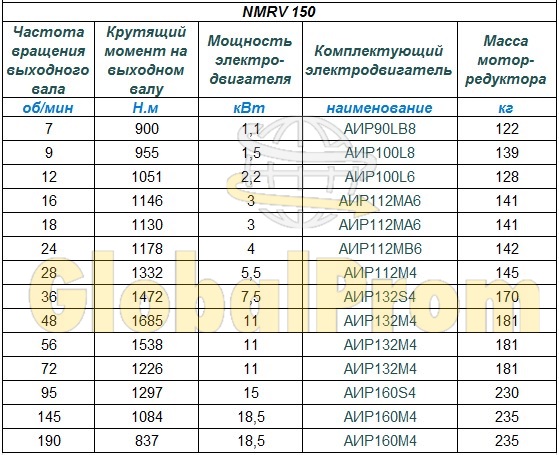 NMRV 150
Частота вращения выходного вала | Крутящий момент на выходном валу | Мощность электро-двигателя | Комплектующий электродвигатель | Масса мотор-редуктора
об/мин | Н.м | кВт | наименование | кг
7 | 900 | 1,1 | АИР90LB8 | 122
9 | 955 | 1,5 | АИР100L8 | 139
12 | 1051 | 2,2 | АИР100L6 | 128
16 | 1146 | 3 | АИР112МА6 | 141
18 | 1130 | 3 | АИР112МА6 | 141
24 | 1178 | 4 | АИР112МВ6 | 142
28 | 1332 | 5,5 | АИР112М4 | 145
36 | 1472 | 7,5 | АИР132S4 | 170
48 | 1685 | 11 | АИР132М4 | 181
56 | 1538 | 11 | АИР132М4 | 181
72 | 1226 | 11 | АИР132М4 | 181
95 | 1297 | 15 | АИР160S4 | 230
145 | 1084 | 18,5 | АИР160М4 | 235
190 | 837 | 18,5 | АИР160М4 | 235
GlobalProm